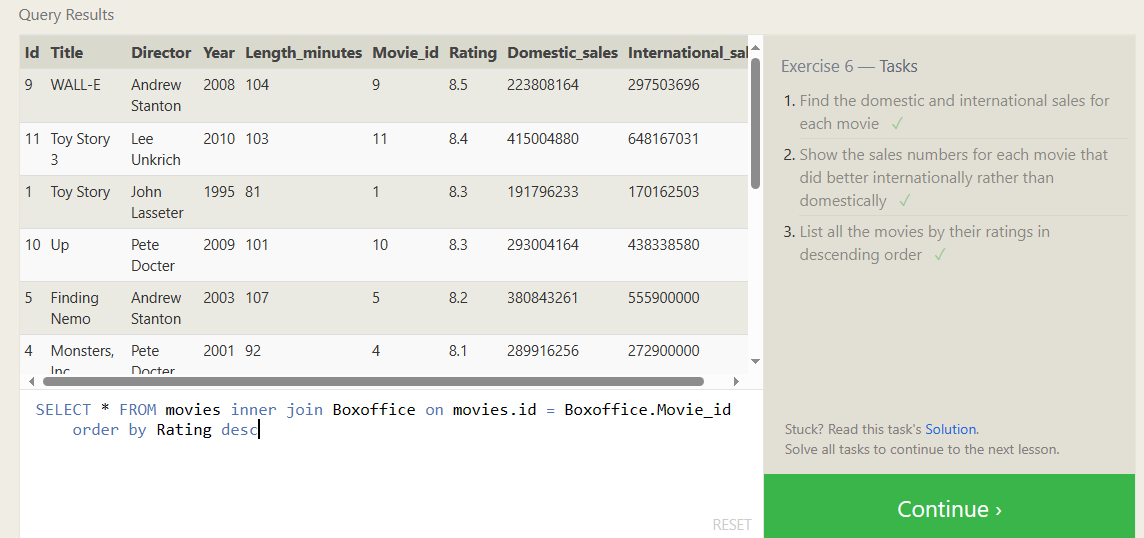 Query Results
Id Title Director Year Length_minutes Movie_id Rating Domestic_sales International_sal
9 WALL-E Andrew 2008 104 9 8.5 223808164 297503696
Stanton
11 Toy Story Lee 2010 103 11 8.4 415004880 648167031
3 Unkrich
1 Toy Story John 1995 81 1 8.3 191796233 170162503
Lasseter
10 Up Pete 2009 101 10 8.3 293004164 438338580
Docter
5 Finding Andrew 2003 107 5 8.2 380843261 555900000
Nemo Stanton
4 Monsters, Pete 2001 92 4 8.1 289916256 272900000
Inc. Docter
SELECT * FROM movies inner join Boxoffice on movies.id = Boxoffice.Movie_id
order by Rating desc
RESET
Exercise 6 — Tasks
1. Find the domestic and international sales for
each movie ✓
2. Show the sales numbers for each movie that
did better internationally rather than
domestically ✓
3. List all the movies by their ratings in
descending order ✓
Stuck? Read this task's Solution.
Solve all tasks to continue to the next lesson.
Continue ›